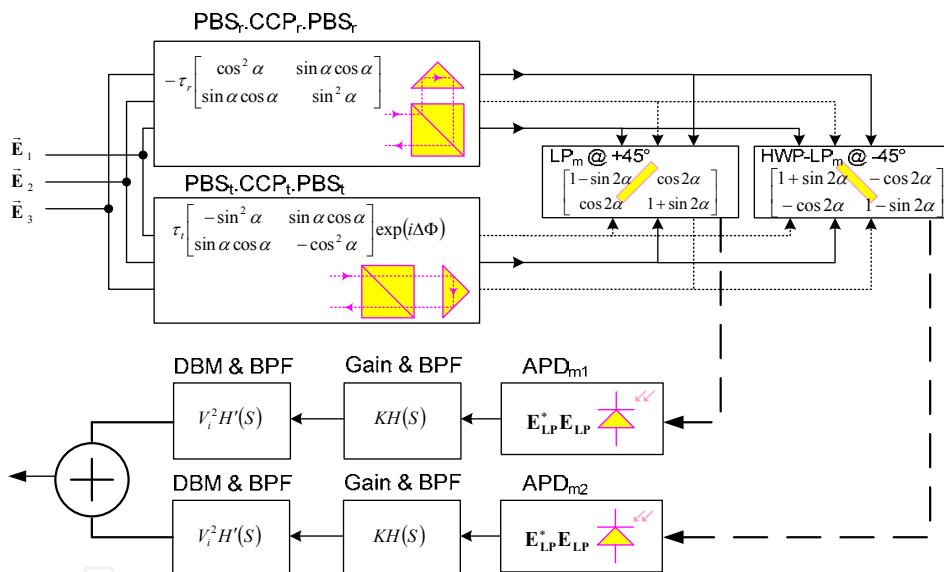 PBSr.CCPr.PBSr
−τr [cos²α sinα cosα
sinα cosα sin²α]
E⃗1
E⃗2
E⃗3
PBSt.CCPt.PBSt
τt [−sin²α sinα cosα
sinα cosα −cos²α] exp(iΔΦ)
LPm @ +45°
[1−sin2α cos2α
cos2α 1+sin2α]
HWP-LPm @ -45°
[1+sin2α −cos2α
−cos2α 1−sin2α]
DBM & BPF
Gain & BPF
APDm1
Vi²H′(S)
KH(S)
E*LP ELP
DBM & BPF
Gain & BPF
APDm2
Vi²H′(S)
KH(S)
E*LP ELP